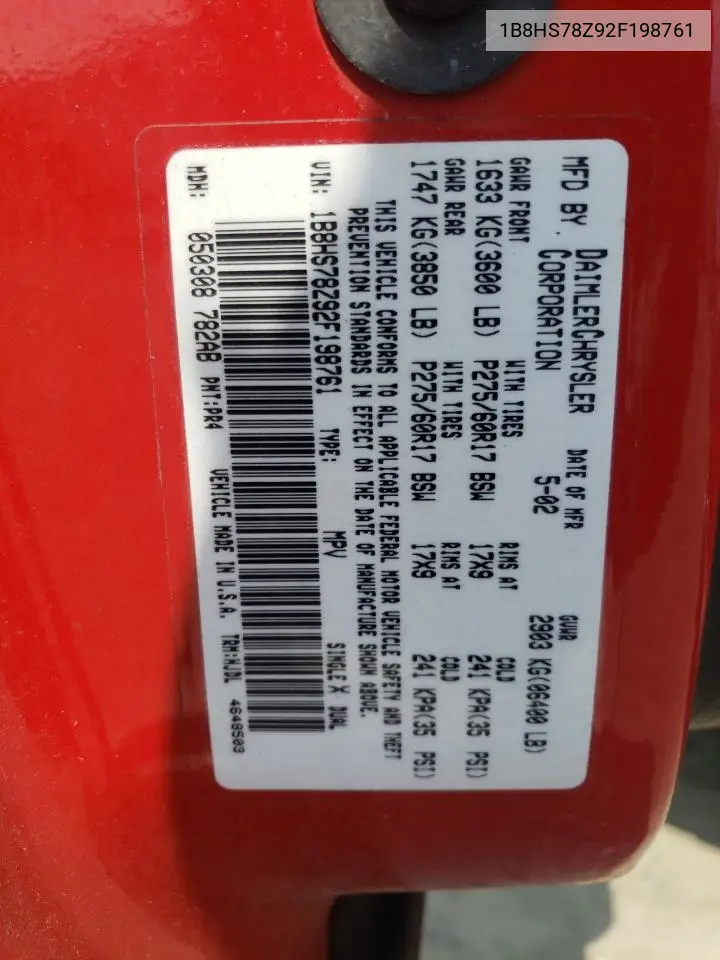 1B8HS78Z92F198761
MFD BY DAIMLERCHRYSLER CORPORATION
DATE OF MFR
5-02
GVWR
2903 KG(06400 LB)
GAWR FRONT
WITH TIRES
RIMS AT
COLD
1633 KG(3600 LB)
P275/60R17 BSW
17X9
241 KPA(35 PSI)
GAWR REAR
WITH TIRES
RIMS AT
COLD
1747 KG(3850 LB)
P275/60R17 BSW
17X9
241 KPA(35 PSI)
THIS VEHICLE CONFORMS TO ALL APPLICABLE FEDERAL MOTOR VEHICLE SAFETY AND THEFT
PREVENTION STANDARDS IN EFFECT ON THE DATE OF MANUFACTURE SHOWN ABOVE.
VIN: 1B8HS78Z92F198761 TYPE: MPV SINGLE X DUAL
MDH: 050308 782AB PNT:PR4 VEHICLE MADE IN U.S.A. TRM:HJDL 4648503